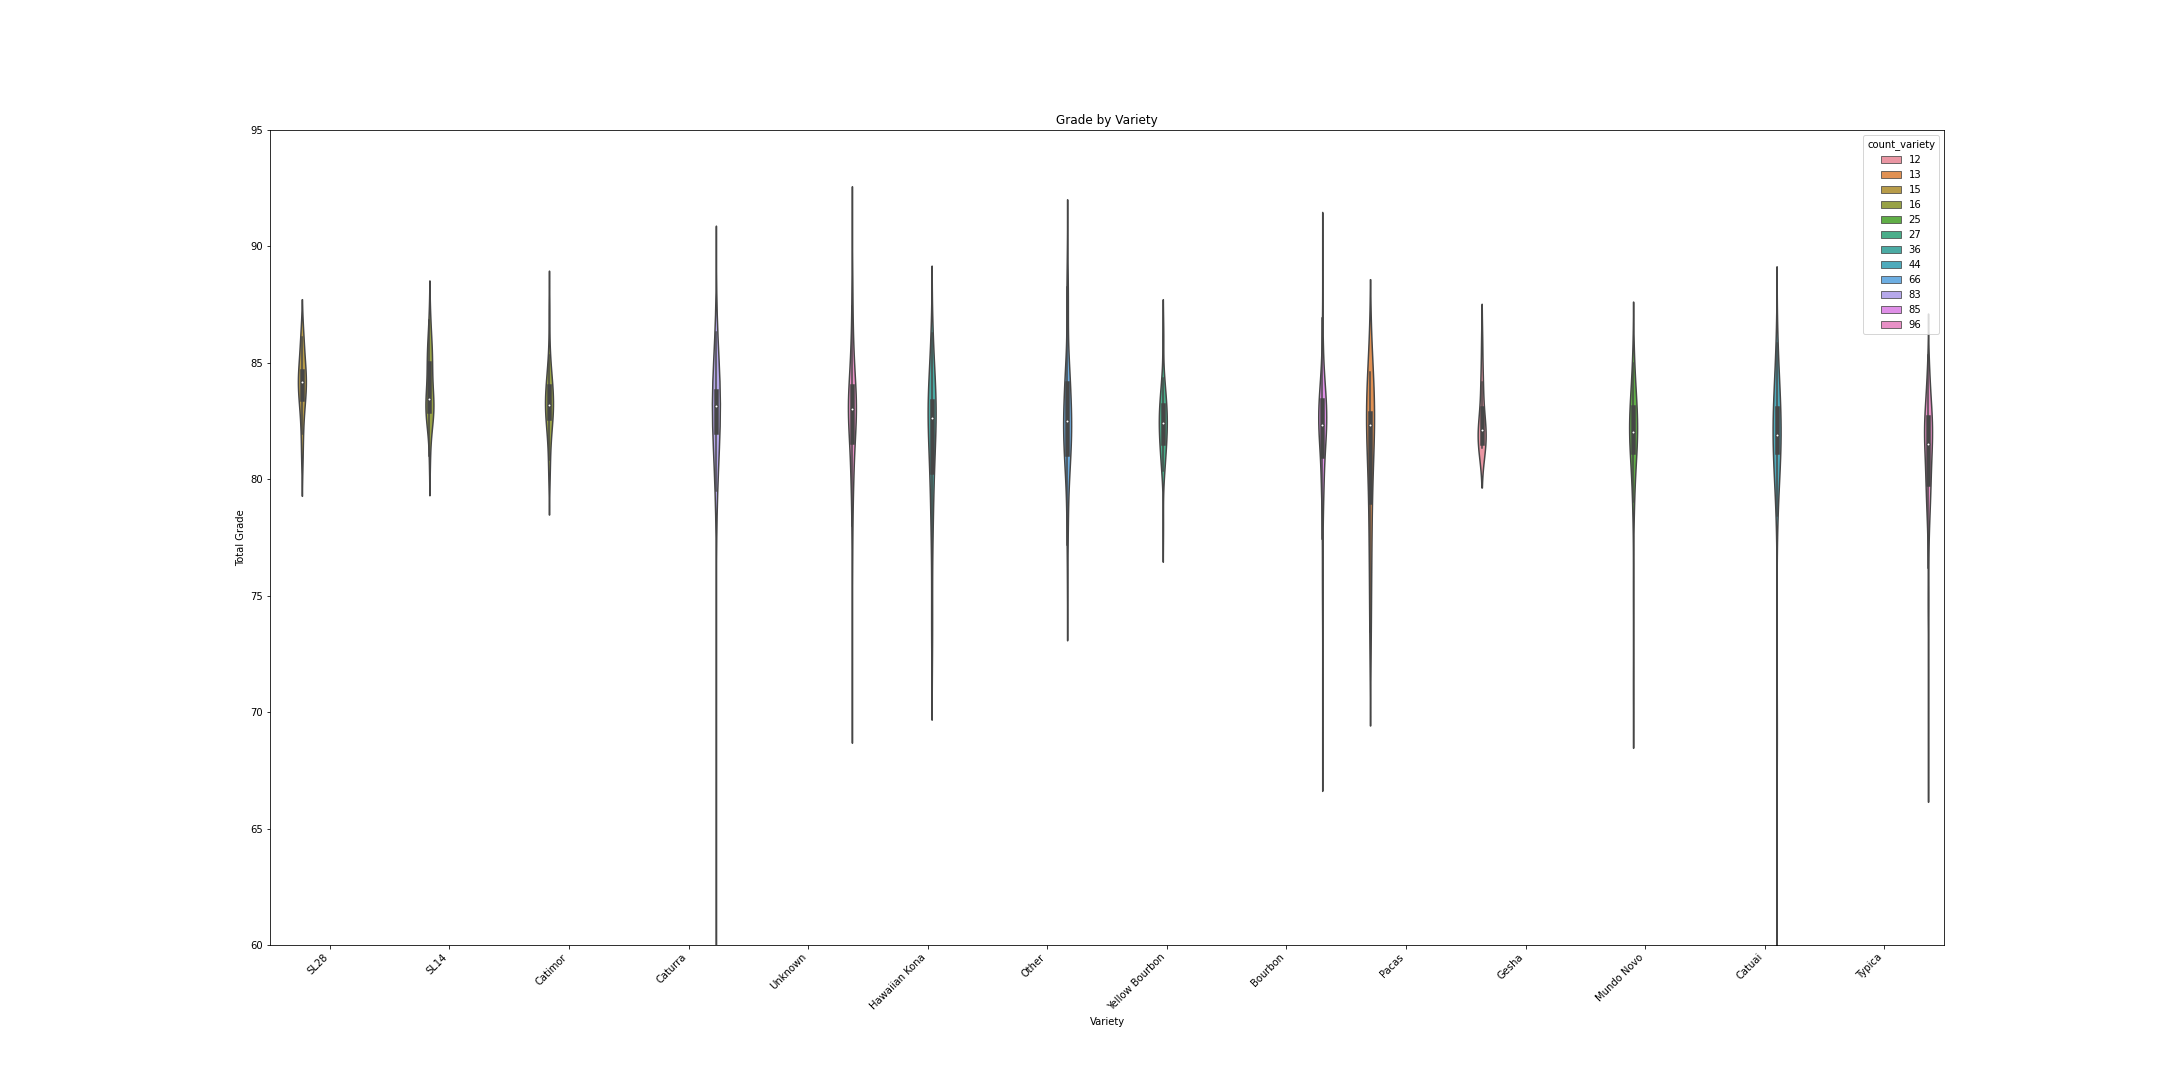 Grade by Variety
95
90
85
80
75
70
65
60
Total Grade
count_variety
12
13
15
16
25
27
36
44
66
83
85
96
SL28
SL14
Catimor
Caturra
Unknown
Hawaiian Kona
Other
Yellow Bourbon
Bourbon
Pacas
Gesha
Mundo Novo
Catuai
Typica
Variety